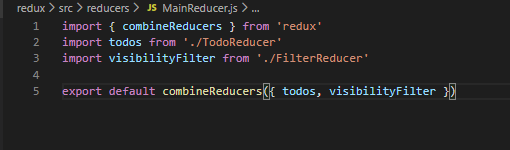 redux > src > reducers > JS MainReducer.js > ...
1 import { combineReducers } from 'redux'
2 import todos from './TodoReducer'
3 import visibilityFilter from './FilterReducer'
4
5 export default combineReducers({ todos, visibilityFilter })